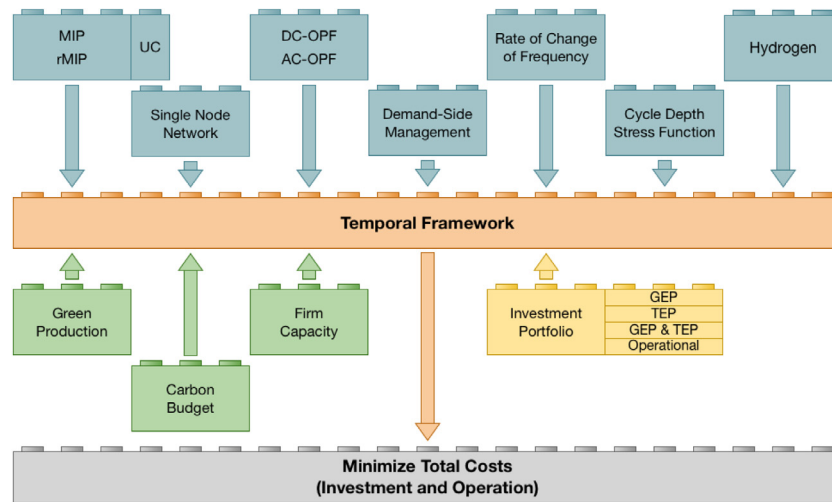 MIP
rMIP
UC
DC-OPF
AC-OPF
Rate of Change
of Frequency
Hydrogen
Single Node
Network
Demand-Side
Management
Cycle Depth
Stress Function
Temporal Framework
Green
Production
Firm
Capacity
Investment
Portfolio
GEP
TEP
GEP & TEP
Operational
Carbon
Budget
Minimize Total Costs
(Investment and Operation)